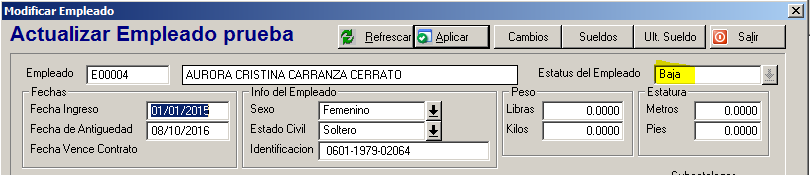 Modificar Empleado
Actualizar Empleado prueba Refrescar Aplicar Cambios Sueldos Ult. Sueldo Salir
Empleado E00004 AURORA CRISTINA CARRANZA CERRATO Estatus del Empleado Baja
Fechas Info del Empleado Peso Estatura
Fecha Ingreso 01/01/2015 Sexo Femenino Libras 0.0000 Metros 0.0000
Fecha de Antiguedad 08/10/2016 Estado Civil Soltero Kilos 0.0000 Pies 0.0000
Fecha Vence Contrato Identificacion 0601-1979-02064